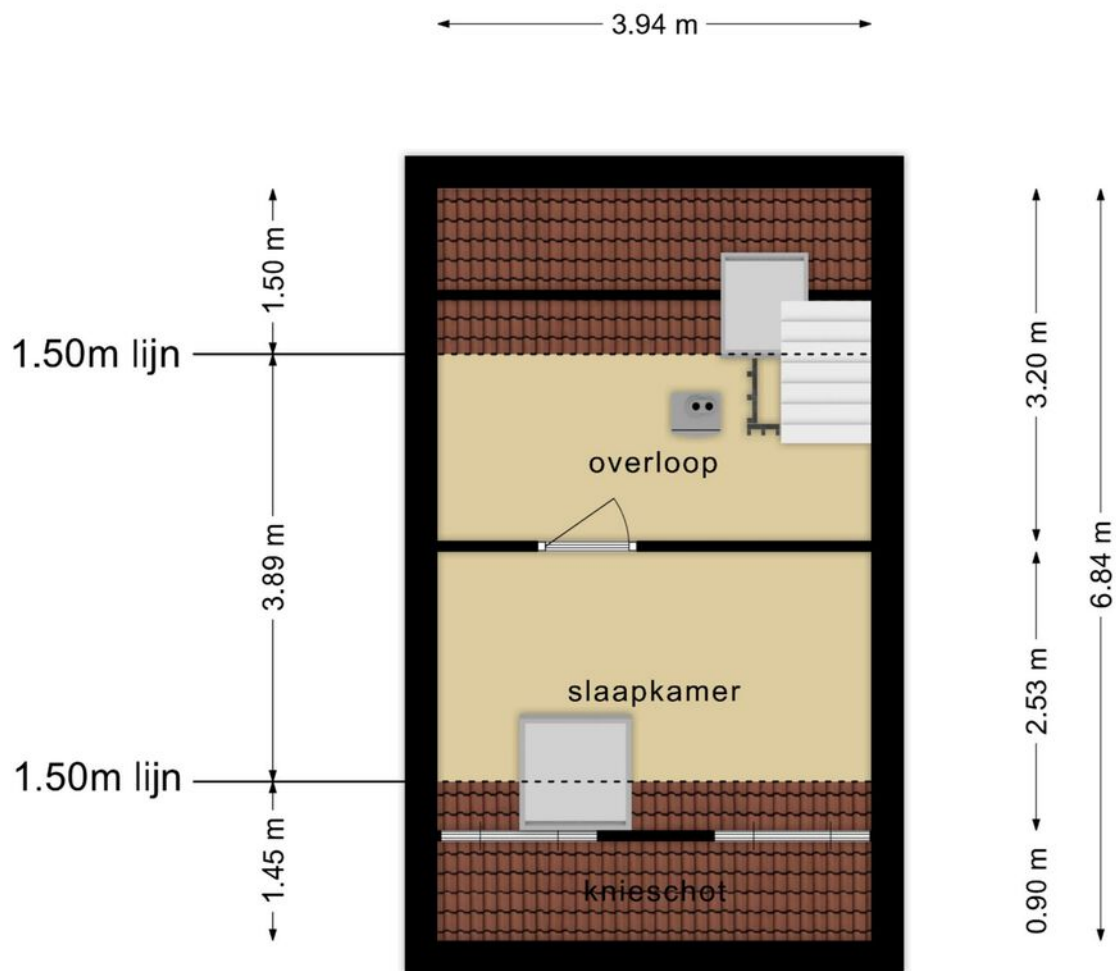 3.94 m
1.50 m
1.50m lijn
3.20 m
overloop
3.89 m
6.84 m
2.53 m
slaapkamer
1.50m lijn
1.45 m
knieschot
0.90 m